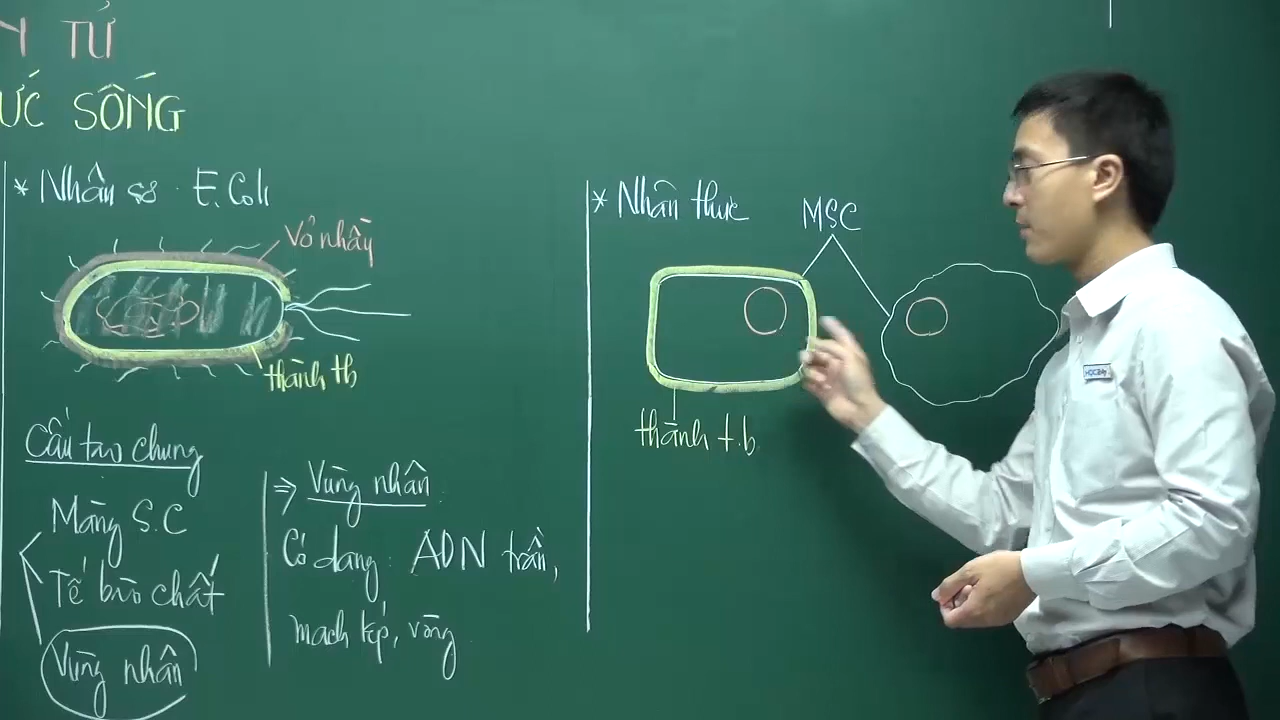 TỬ
ỨC SỐNG
* Nhân sơ E. Coli
Vỏ nhầy
thành tb
Cấu tạo chung
Màng S.C
Tế bào chất
Vùng nhân
⇒ Vùng nhân
Có dạng: ADN trần,
mạch kép, vòng
* Nhân thực
MSC
thành t.b.